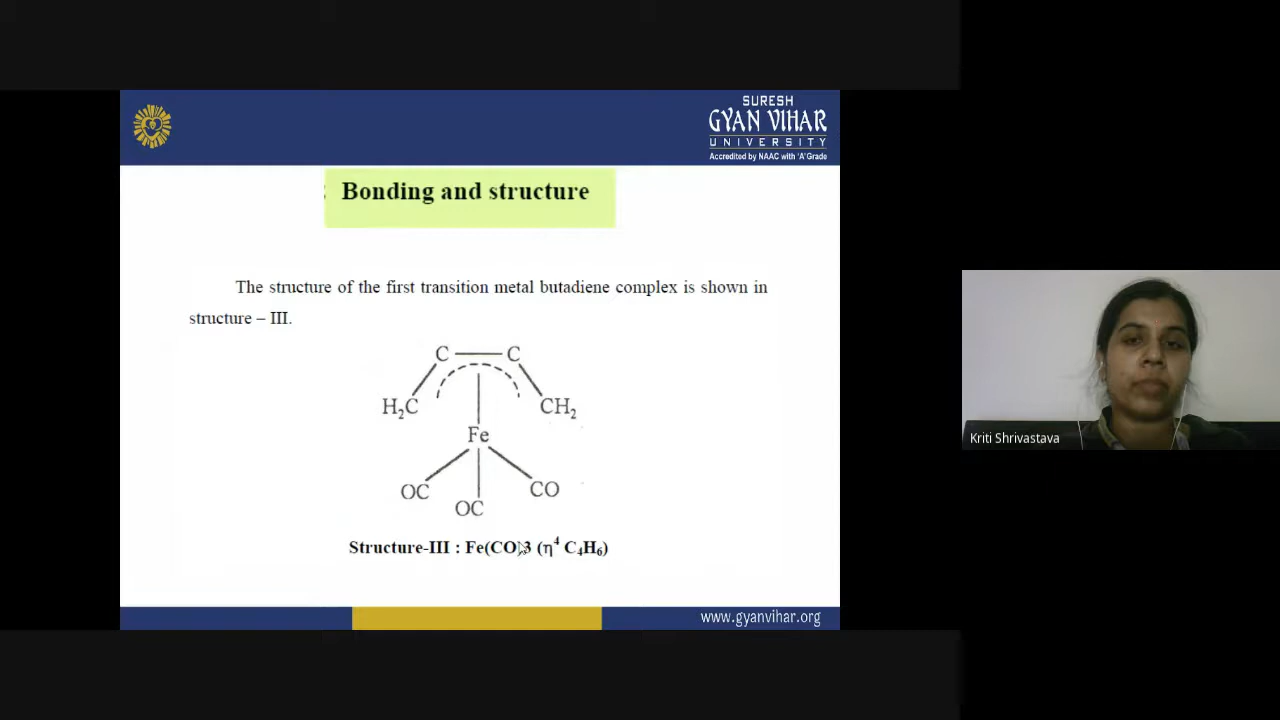 SURESH
GYAN VIHAR
UNIVERSITY
Accredited by NAAC with 'A' Grade
Bonding and structure
The structure of the first transition metal butadiene complex is shown in
structure – III.
C C
H₂C CH₂
Fe
OC CO
OC
Structure-III : Fe(CO)3 (η⁴ C₄H₆)
www.gyanvihar.org
Kriti Shrivastava